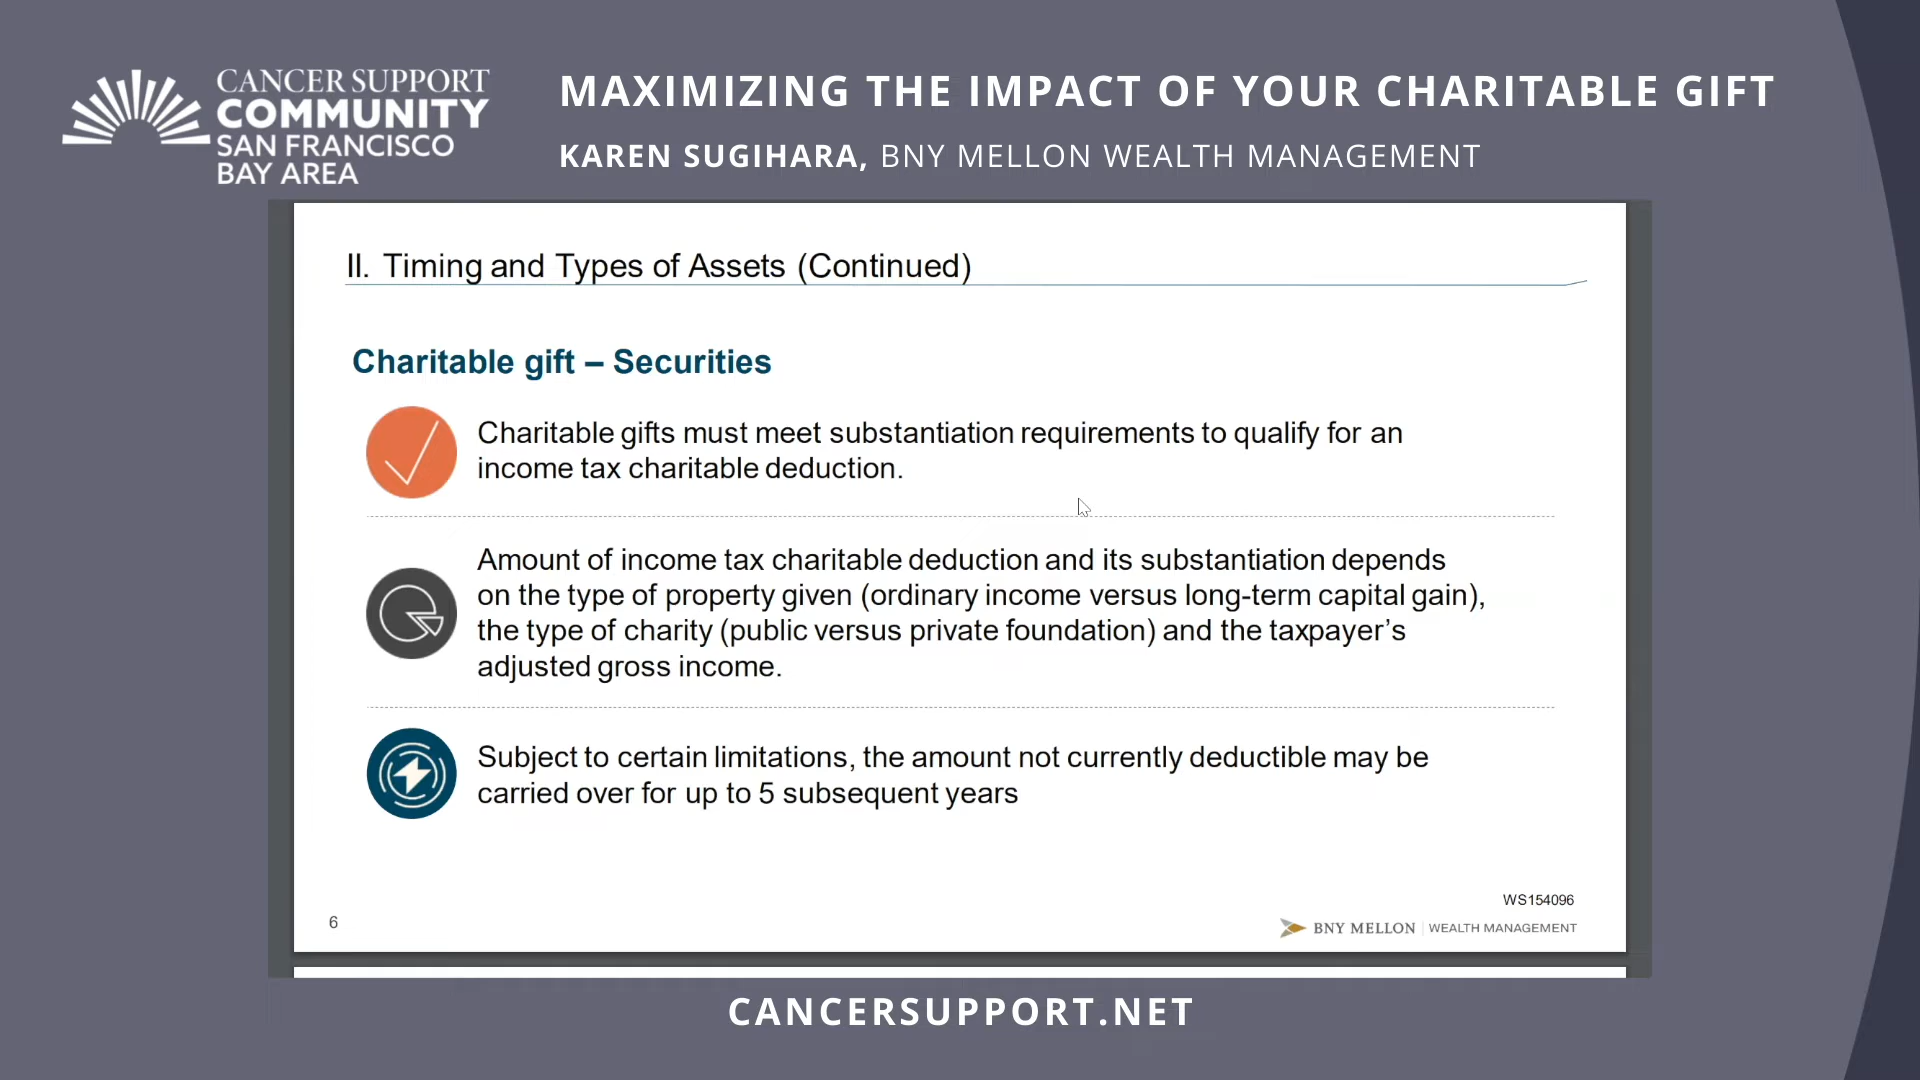 CANCER SUPPORT
COMMUNITY
SAN FRANCISCO
BAY AREA
MAXIMIZING THE IMPACT OF YOUR CHARITABLE GIFT
KAREN SUGIHARA, BNY MELLON WEALTH MANAGEMENT
II. Timing and Types of Assets (Continued)
Charitable gift – Securities
Charitable gifts must meet substantiation requirements to qualify for an
income tax charitable deduction.
Amount of income tax charitable deduction and its substantiation depends
on the type of property given (ordinary income versus long-term capital gain),
the type of charity (public versus private foundation) and the taxpayer’s
adjusted gross income.
Subject to certain limitations, the amount not currently deductible may be
carried over for up to 5 subsequent years
WS154096
6
BNY MELLON WEALTH MANAGEMENT
CANCERSUPPORT.NET